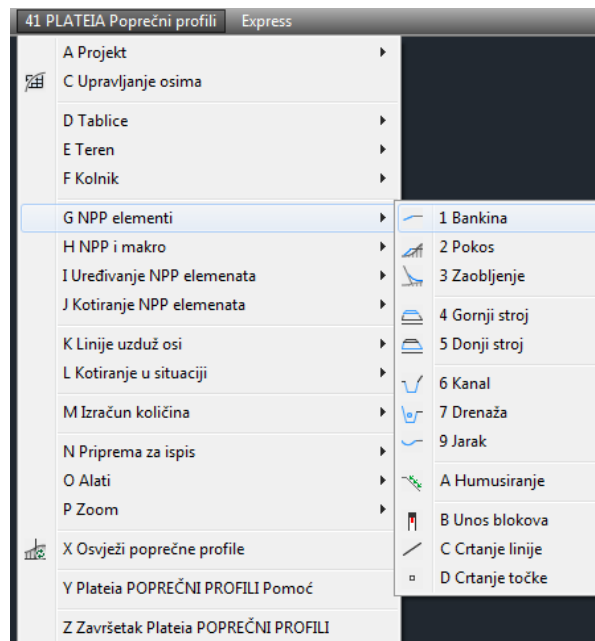 41 PLATEIA Poprečni profili Express
A Projekt
C Upravljanje osima
D Tablice
E Teren
F Kolnik
G NPP elementi
H NPP i makro
I Uređivanje NPP elemenata
J Kotiranje NPP elemenata
K Linije uzduž osi
L Kotiranje u situaciji
M Izračun količina
N Priprema za ispis
O Alati
P Zoom
X Osvježi poprečne profile
Y Plateia POPREČNI PROFILI Pomoć
Z Završetak Plateia POPREČNI PROFILI
1 Bankina
2 Pokos
3 Zaobljenje
4 Gornji stroj
5 Donji stroj
6 Kanal
7 Drenaža
9 Jarak
A Humusiranje
B Unos blokova
C Crtanje linije
D Crtanje točke